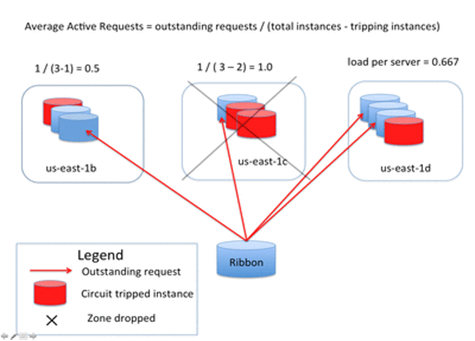 Average Active Requests = outstanding requests / (total instances - tripping instances)
1 / (3-1) = 0.5
1 / ( 3 – 2) = 1.0
load per server = 0.667
us-east-1b
us-east-1c
us-east-1d
Ribbon
Legend
Outstanding request
Circuit tripped instance
Zone dropped